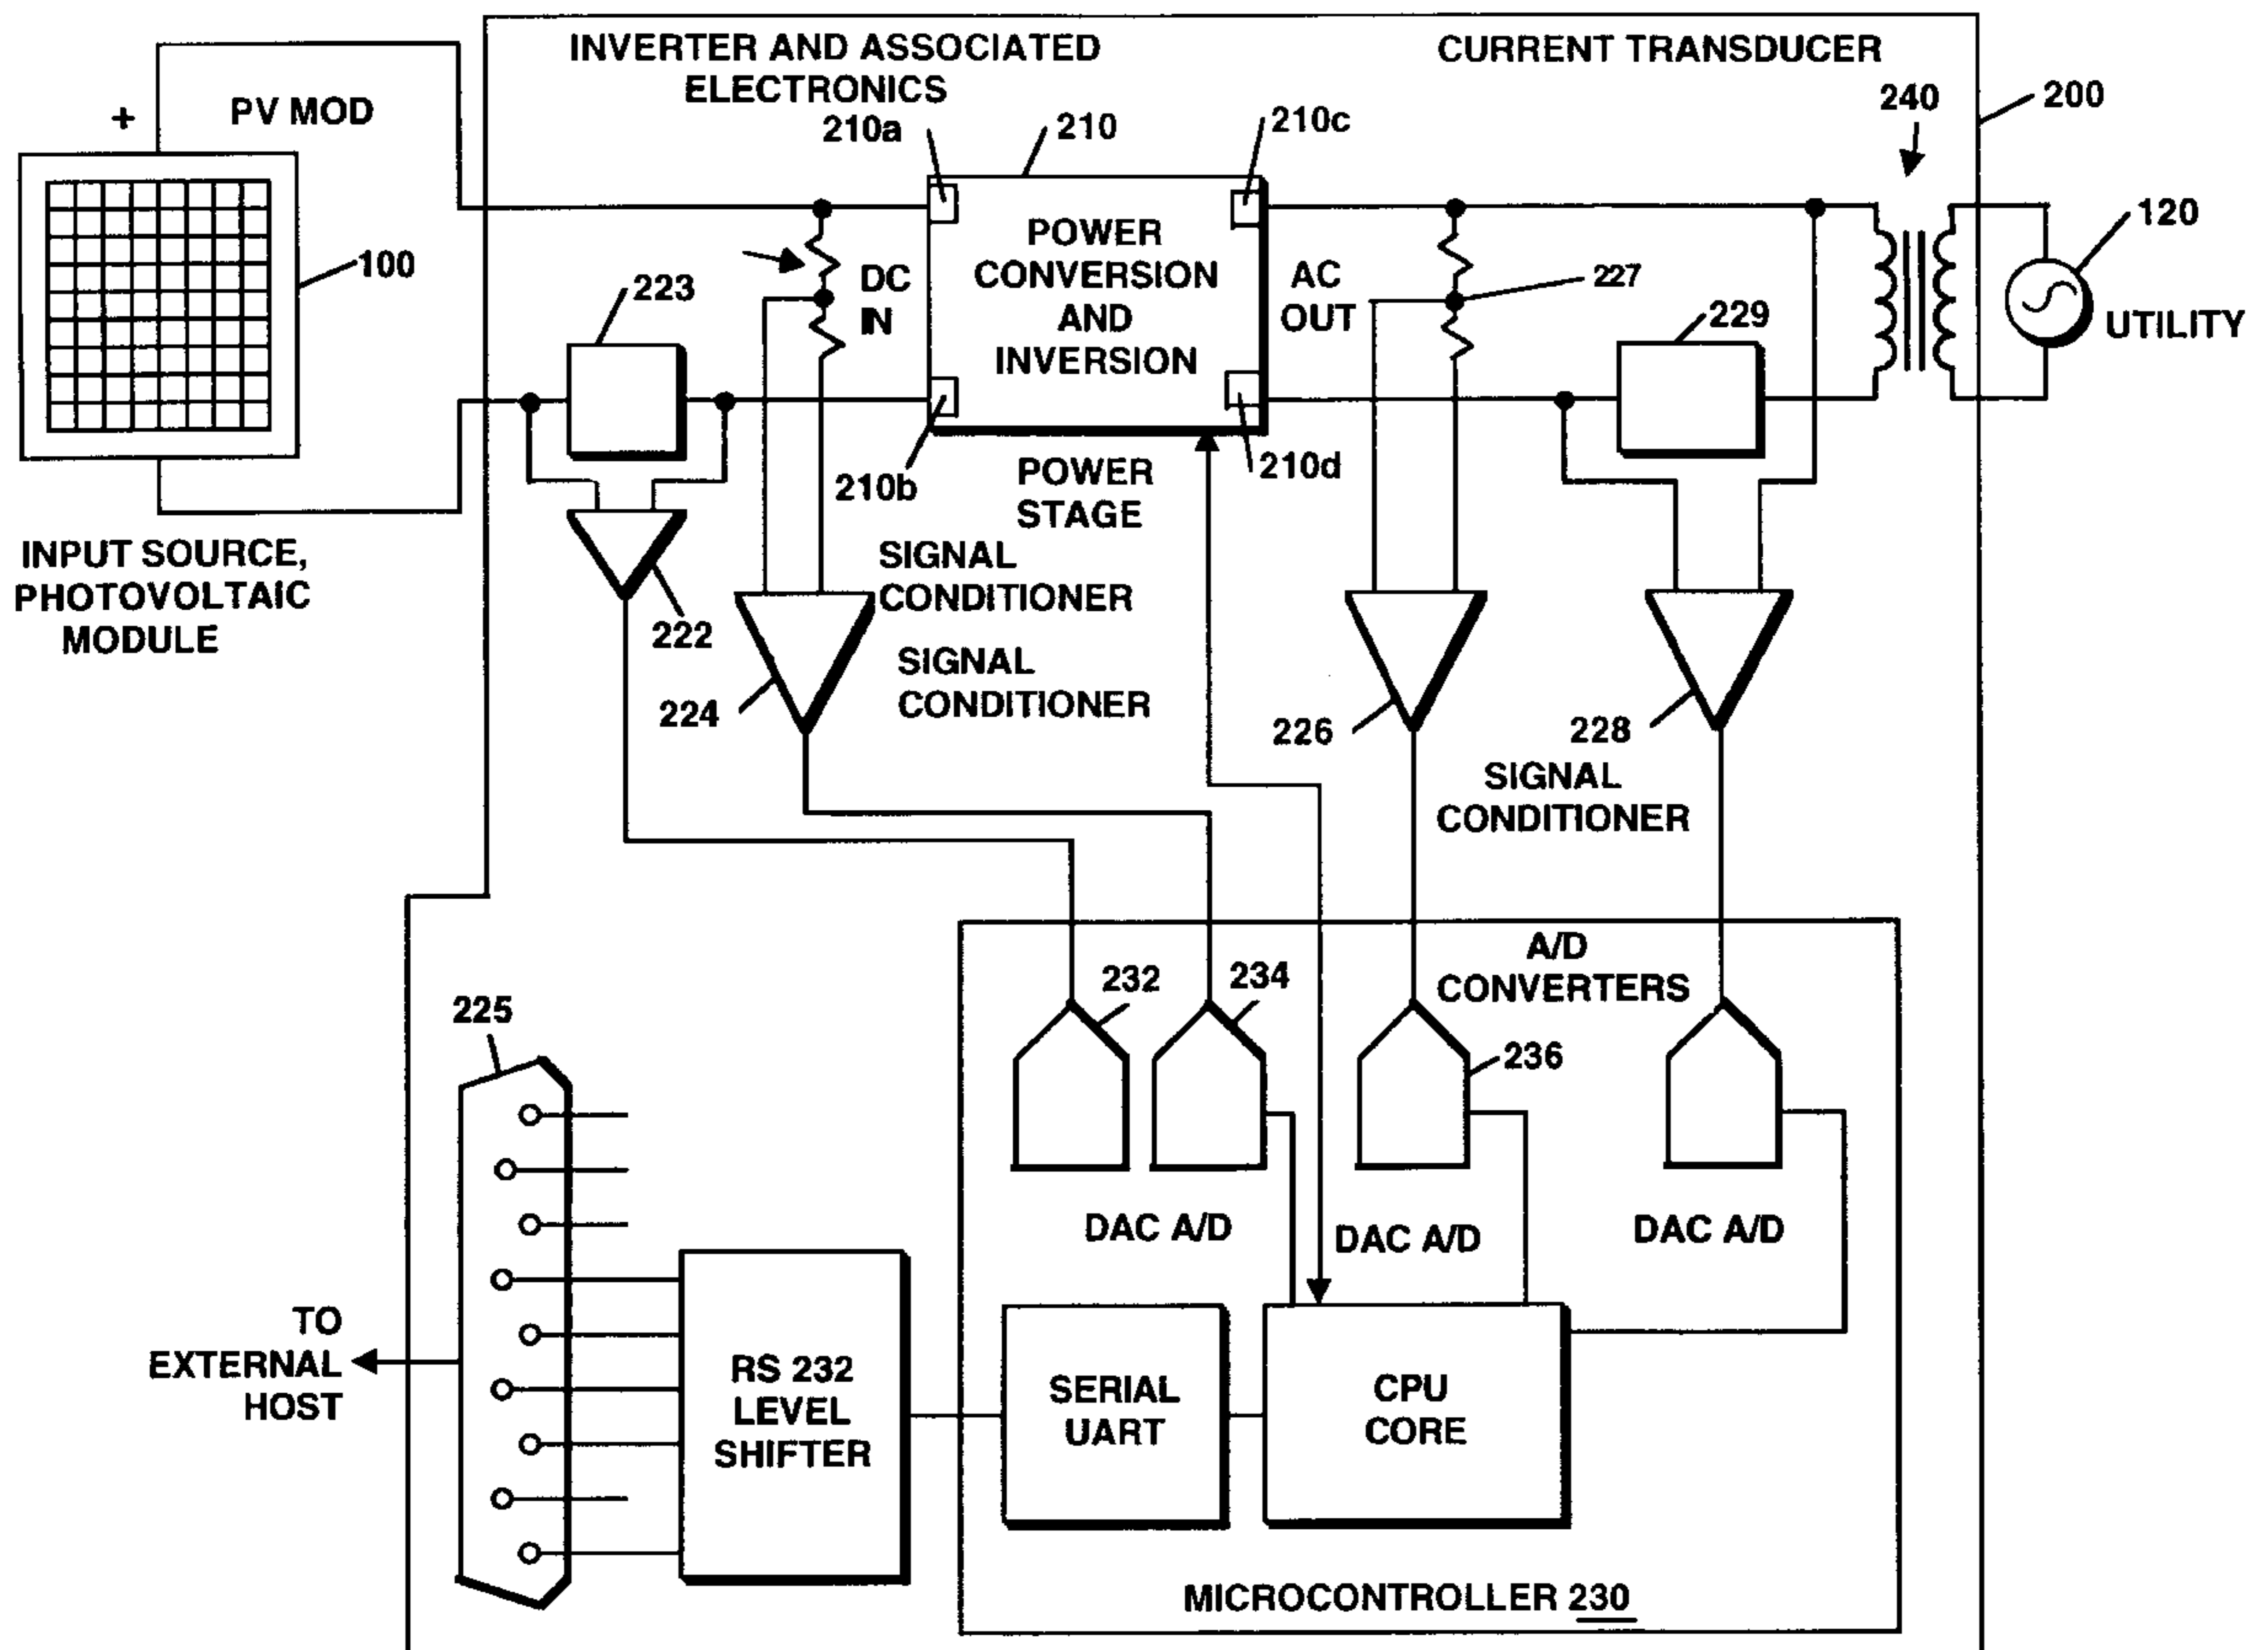 INVERTER AND ASSOCIATED
ELECTRONICS
CURRENT TRANSDUCER
+
PV MOD
210a
210
210c
240
200
100
223
DC
IN
POWER
CONVERSION
AND
INVERSION
AC
OUT
227
229
120
UTILITY
210b
POWER
STAGE
210d
INPUT SOURCE,
PHOTOVOLTAIC
MODULE
222
SIGNAL
CONDITIONER
224
SIGNAL
CONDITIONER
226
228
SIGNAL
CONDITIONER
A/D
CONVERTERS
232
234
236
225
DAC A/D
DAC A/D
DAC A/D
TO
EXTERNAL
HOST
RS 232
LEVEL
SHIFTER
SERIAL
UART
CPU
CORE
MICROCONTROLLER 230